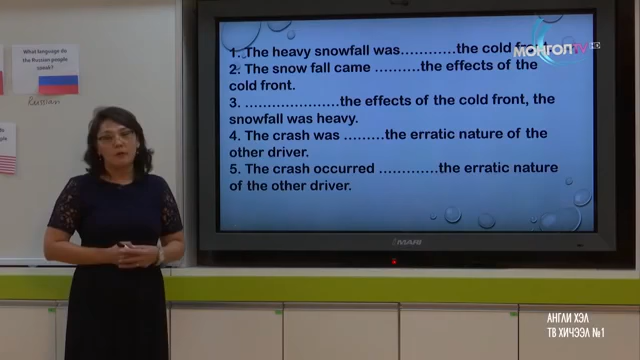 What language do
the Russian people
speak?
Russian
1. The heavy snowfall was............the cold front.
МОНГОЛ TV HD
2. The snow fall came .........the effects of the
cold front.
3. .....................the effects of the cold front, the
snowfall was heavy.
4. The crash was .........the erratic nature of the
other driver.
5. The crash occurred .............the erratic nature
of the other driver.
MARI
АНГЛИ ХЭЛ
ТВ ХИЧЭЭЛ №1